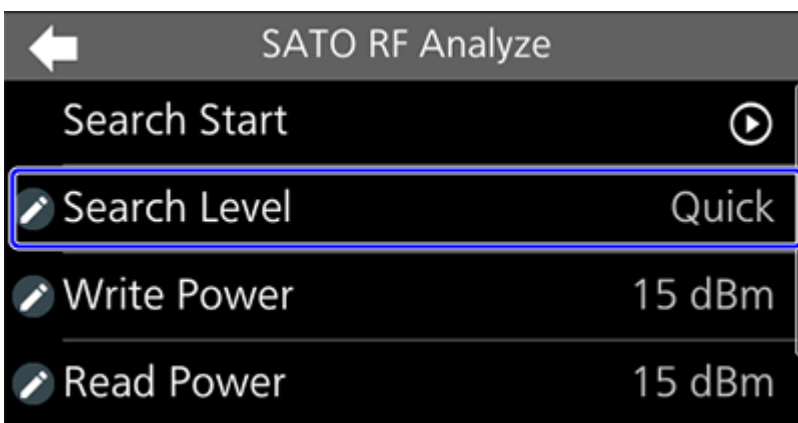 SATO RF Analyze
Search Start
Search Level Quick
Write Power 15 dBm
Read Power 15 dBm